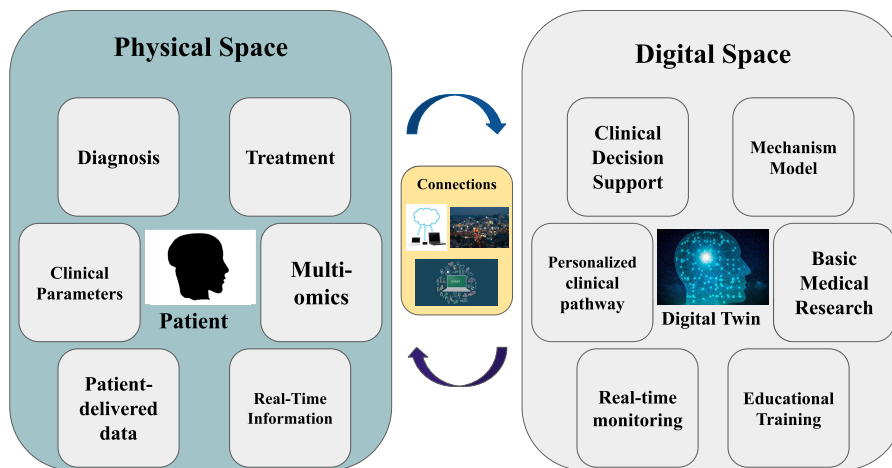 Physical Space
Diagnosis
Treatment
Clinical
Parameters
Patient
Multi-
omics
Patient-
delivered
data
Real-Time
Information
Connections
Digital Space
Clinical
Decision
Support
Mechanism
Model
Personalized
clinical
pathway
Digital Twin
Basic
Medical
Research
Real-time
monitoring
Educational
Training